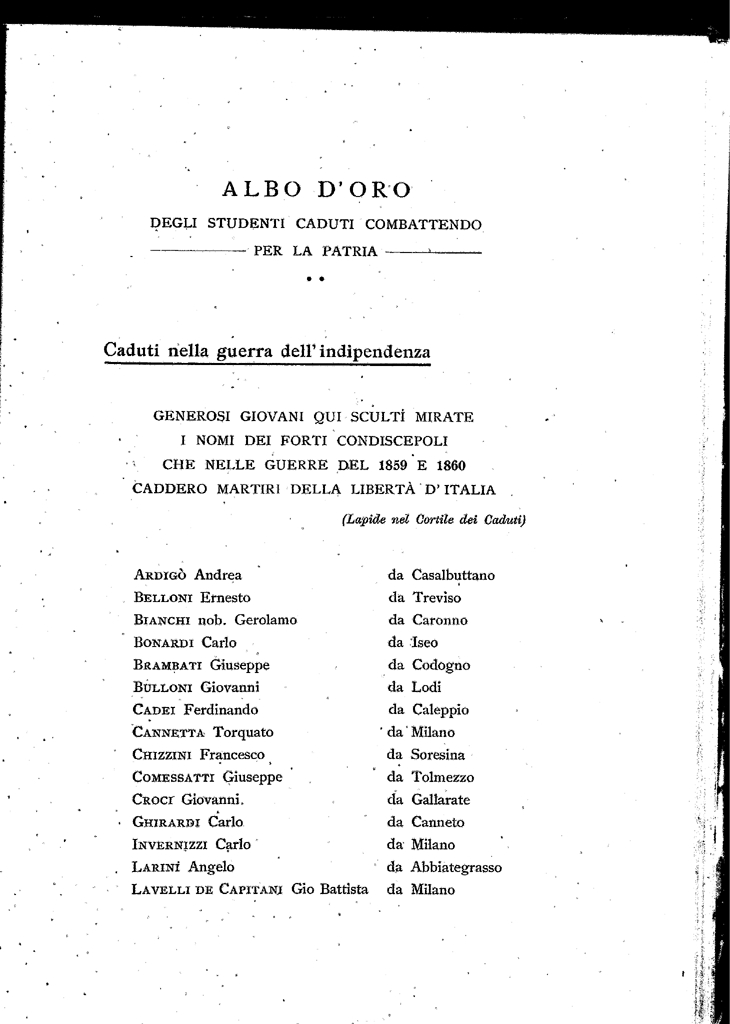 ALBO D'ORO
DEGLI STUDENTI CADUTI COMBATTENDO
PER LA PATRIA
Caduti nella guerra dell'indipendenza
GENEROSI GIOVANI QUI SCULTI MIRATE
I NOMI DEI FORTI CONDISCEPOLI
CHE NELLE GUERRE DEL 1859 E 1860
CADDERO MARTIRI DELLA LIBERTÀ D'ITALIA
(Lapide nel Cortile dei Caduti)
ARDIGÒ Andrea da Casalbuttano
BELLONI Ernesto da Treviso
BIANCHI nob. Gerolamo da Caronno
BONARDI Carlo da Iseo
BRAMBATI Giuseppe da Codogno
BULLONI Giovanni da Lodi
CADEI Ferdinando da Caleppio
CANNETTA Torquato da Milano
CHIZZINI Francesco da Soresina
COMESSATTI Giuseppe da Tolmezzo
CROCI Giovanni da Gallarate
GHIRARDI Carlo da Canneto
INVERNIZZI Carlo da Milano
LARINI Angelo da Abbiategrasso
LAVELLI DE CAPITANI Gio Battista da Milano